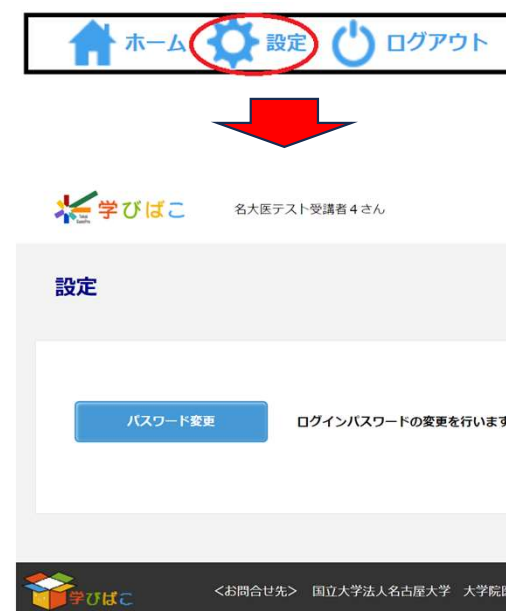 ホーム 設定 ログアウト
学びばこ 名大医テスト受講者４さん
設定
パスワード変更 ログインパスワードの変更を行います
学びばこ <お問合せ先> 国立大学法人名古屋大学 大学院医